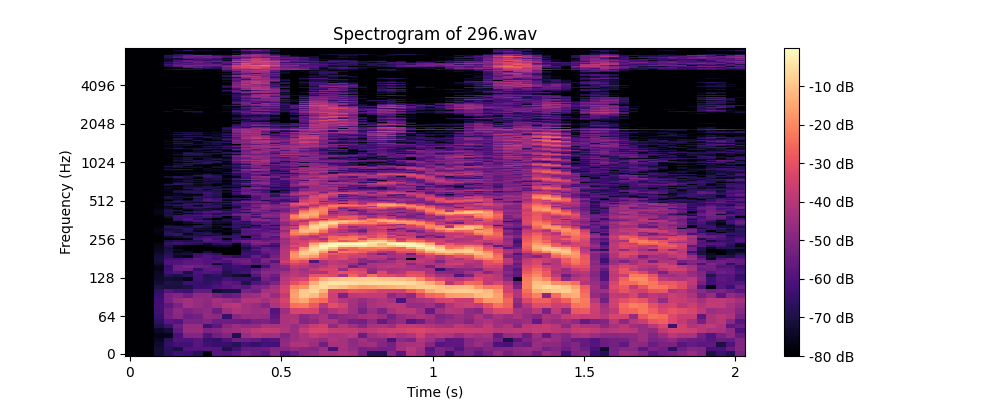 Spectrogram of 296.wav
Frequency (Hz)
4096
2048
1024
512
256
128
64
0
0
0.5
1
1.5
2
Time (s)
-10 dB
-20 dB
-30 dB
-40 dB
-50 dB
-60 dB
-70 dB
-80 dB